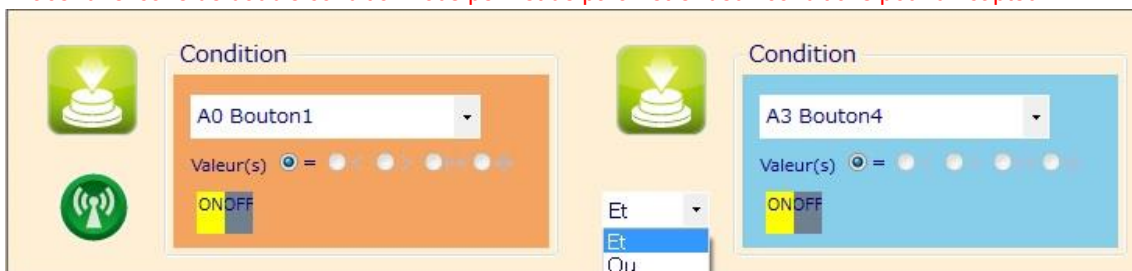 Condition
Condition
A0 Bouton1
A3 Bouton4
Valeur(s) =
Valeur(s) =
ONOFF
ONOFF
Et
Et
Ou